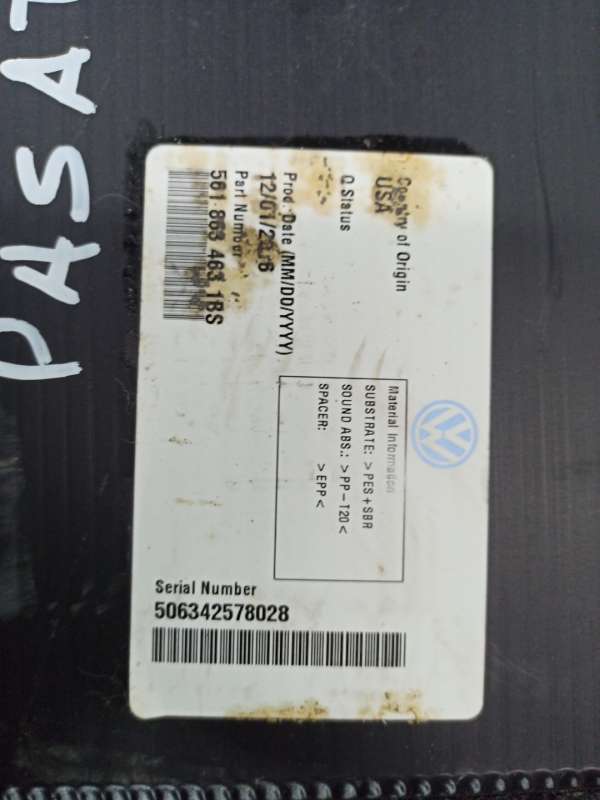 PASAT
Country of Origin
USA
Q.Status
Prod. Date (MM/DD/YYYY)
12/01/2016
Part Number
561 863 463 1BS
Material Information
SUBSTRATE: >PES+SBR
SOUND ABS.: >PP-T20<
SPACER: >EPP<
Serial Number
506342578028